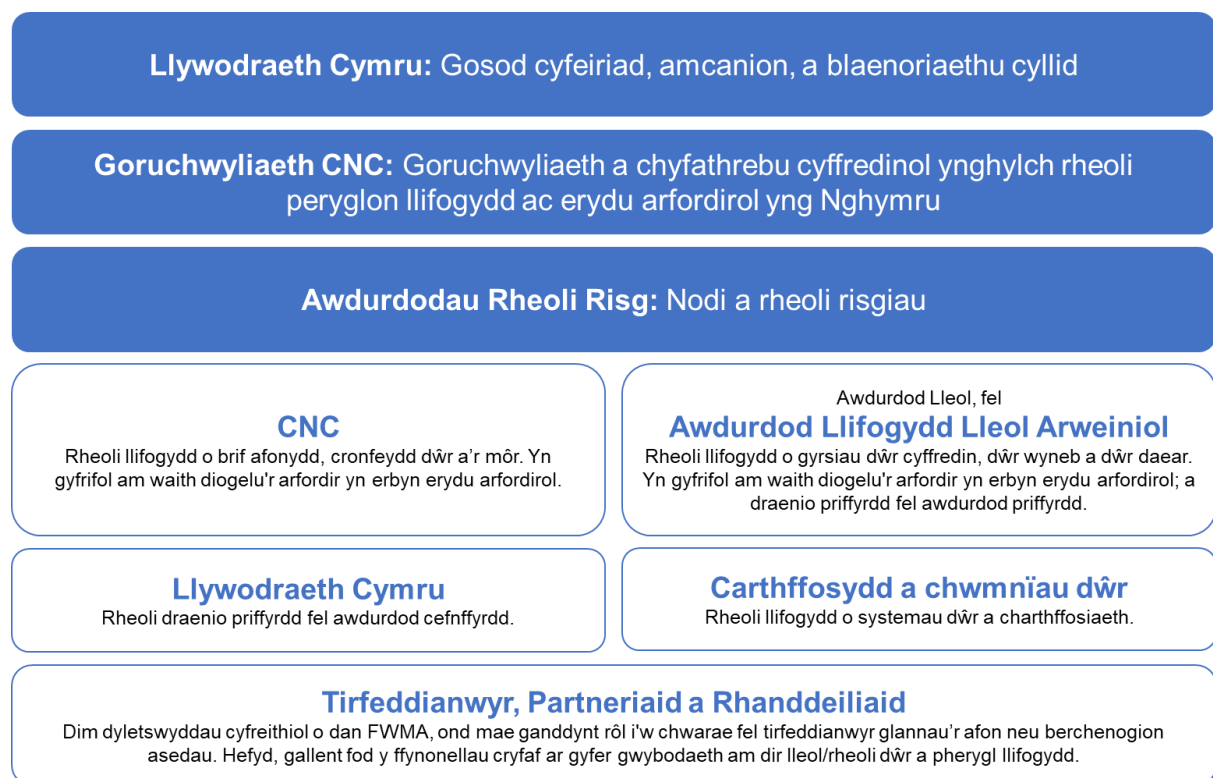 Llywodraeth Cymru: Gosod cyfeiriad, amcanion, a blaenoriaethu cyllid
Goruchwyliaeth CNC: Goruchwyliaeth a chyfathrebu cyffredinol ynghylch rheoli
peryglon llifogydd ac erydu arfordirol yng Nghymru
Awdurdodau Rheoli Risg: Nodi a rheoli risgiau
CNC
Rheoli llifogydd o brif afonydd, cronfeydd dŵr a’r môr. Yn
gyfrifol am waith diogelu'r arfordir yn erbyn erydu arfordirol.
Awdurdod Lleol, fel
Awdurdod Llifogydd Lleol Arweiniol
Rheoli llifogydd o gyrsiau dŵr cyffredin, dŵr wyneb a dŵr daear.
Yn gyfrifol am waith diogelu'r arfordir yn erbyn erydu arfordirol; a
draenio priffyrdd fel awdurdod priffyrdd.
Llywodraeth Cymru
Rheoli draenio priffyrdd fel awdurdod cefnffyrdd.
Carthffosydd a chwmnïau dŵr
Rheoli llifogydd o systemau dŵr a charthffosiaeth.
Tirfeddianwyr, Partneriaid a Rhanddeiliaid
Dim dyletswyddau cyfreithiol o dan FWMA, ond mae ganddynt rôl i'w chwarae fel tirfeddianwyr glannau’r afon neu berchenogion
asedau. Hefyd, gallent fod y ffynonellau cryfaf ar gyfer gwybodaeth am dir lleol/rheoli dŵr a pherygl llifogydd.